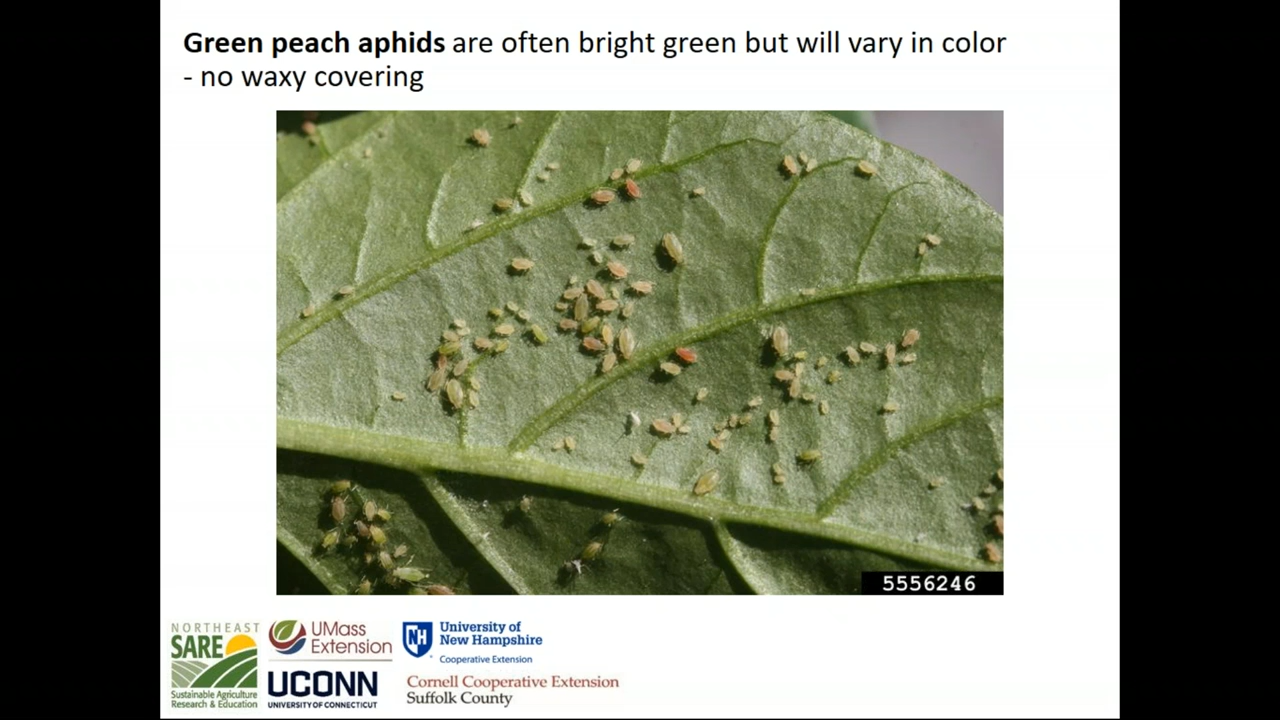 Green peach aphids are often bright green but will vary in color
- no waxy covering
5556246
NORTHEAST
SARE
Sustainable Agriculture
Research & Education
UMass
Extension
UCONN
UNIVERSITY OF CONNECTICUT
NH
University of
New Hampshire
Cooperative Extension
Cornell Cooperative Extension
Suffolk County